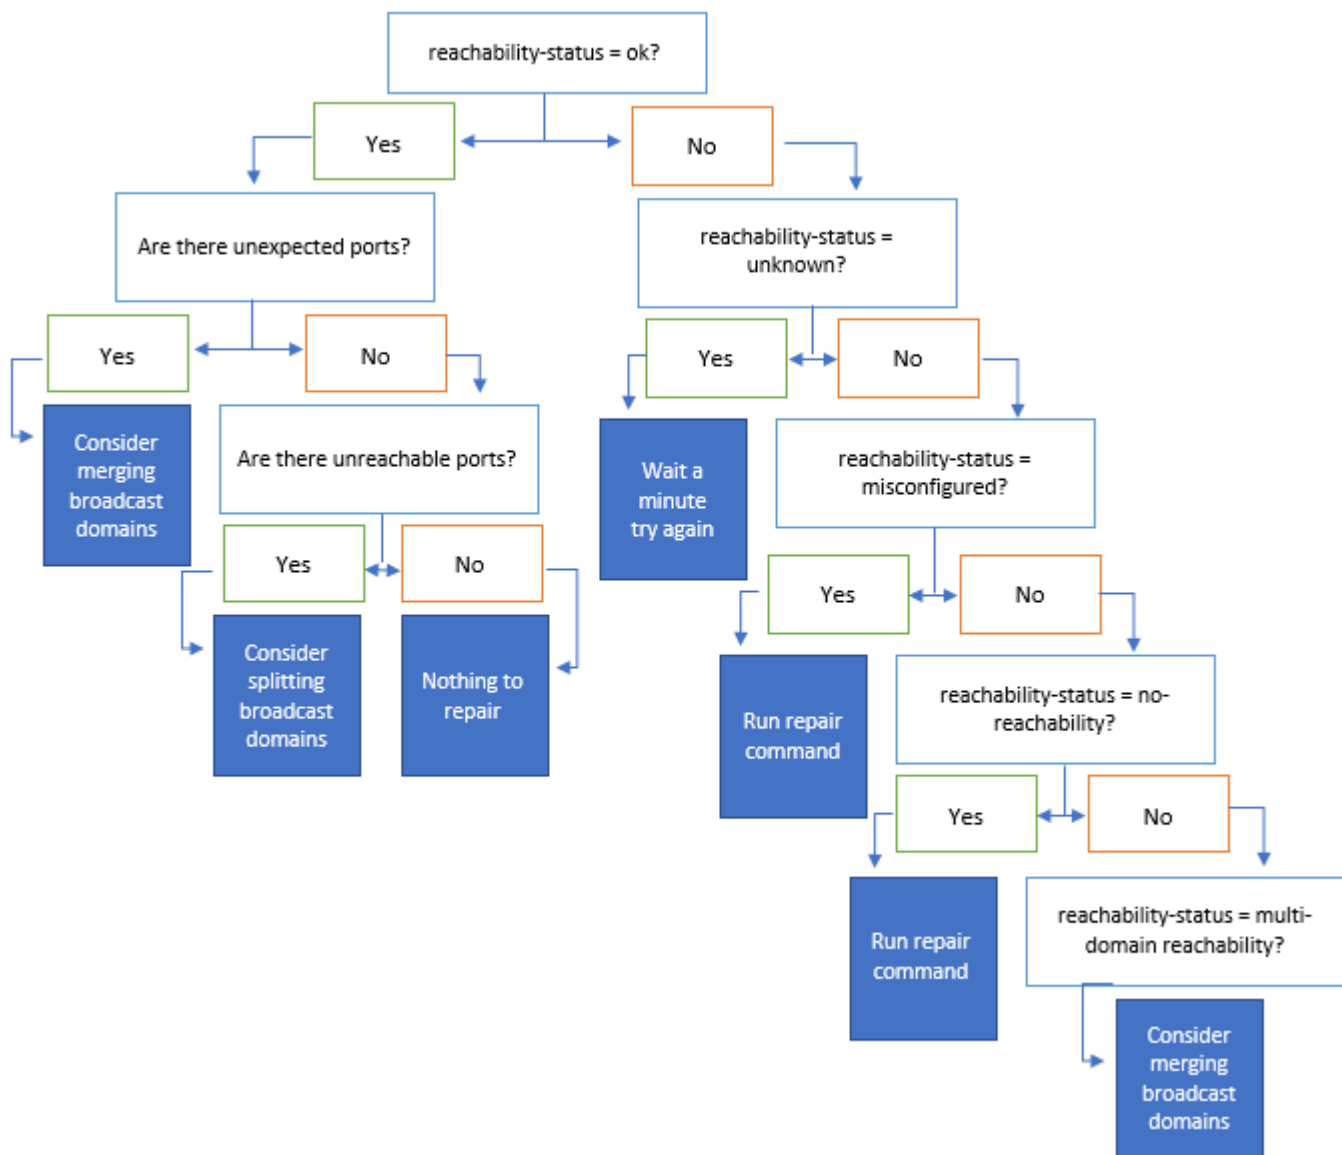 reachability-status = ok?
Yes
No
Are there unexpected ports?
reachability-status =
unknown?
Yes
No
Yes
No
Consider
merging
broadcast
domains
Are there unreachable ports?
Wait a
minute
try again
reachability-status =
misconfigured?
Yes
No
Yes
No
Consider
splitting
broadcast
domains
Nothing to
repair
Run repair
command
reachability-status = no-
reachability?
Yes
No
Run repair
command
reachability-status = multi-
domain reachability?
Consider
merging
broadcast
domains